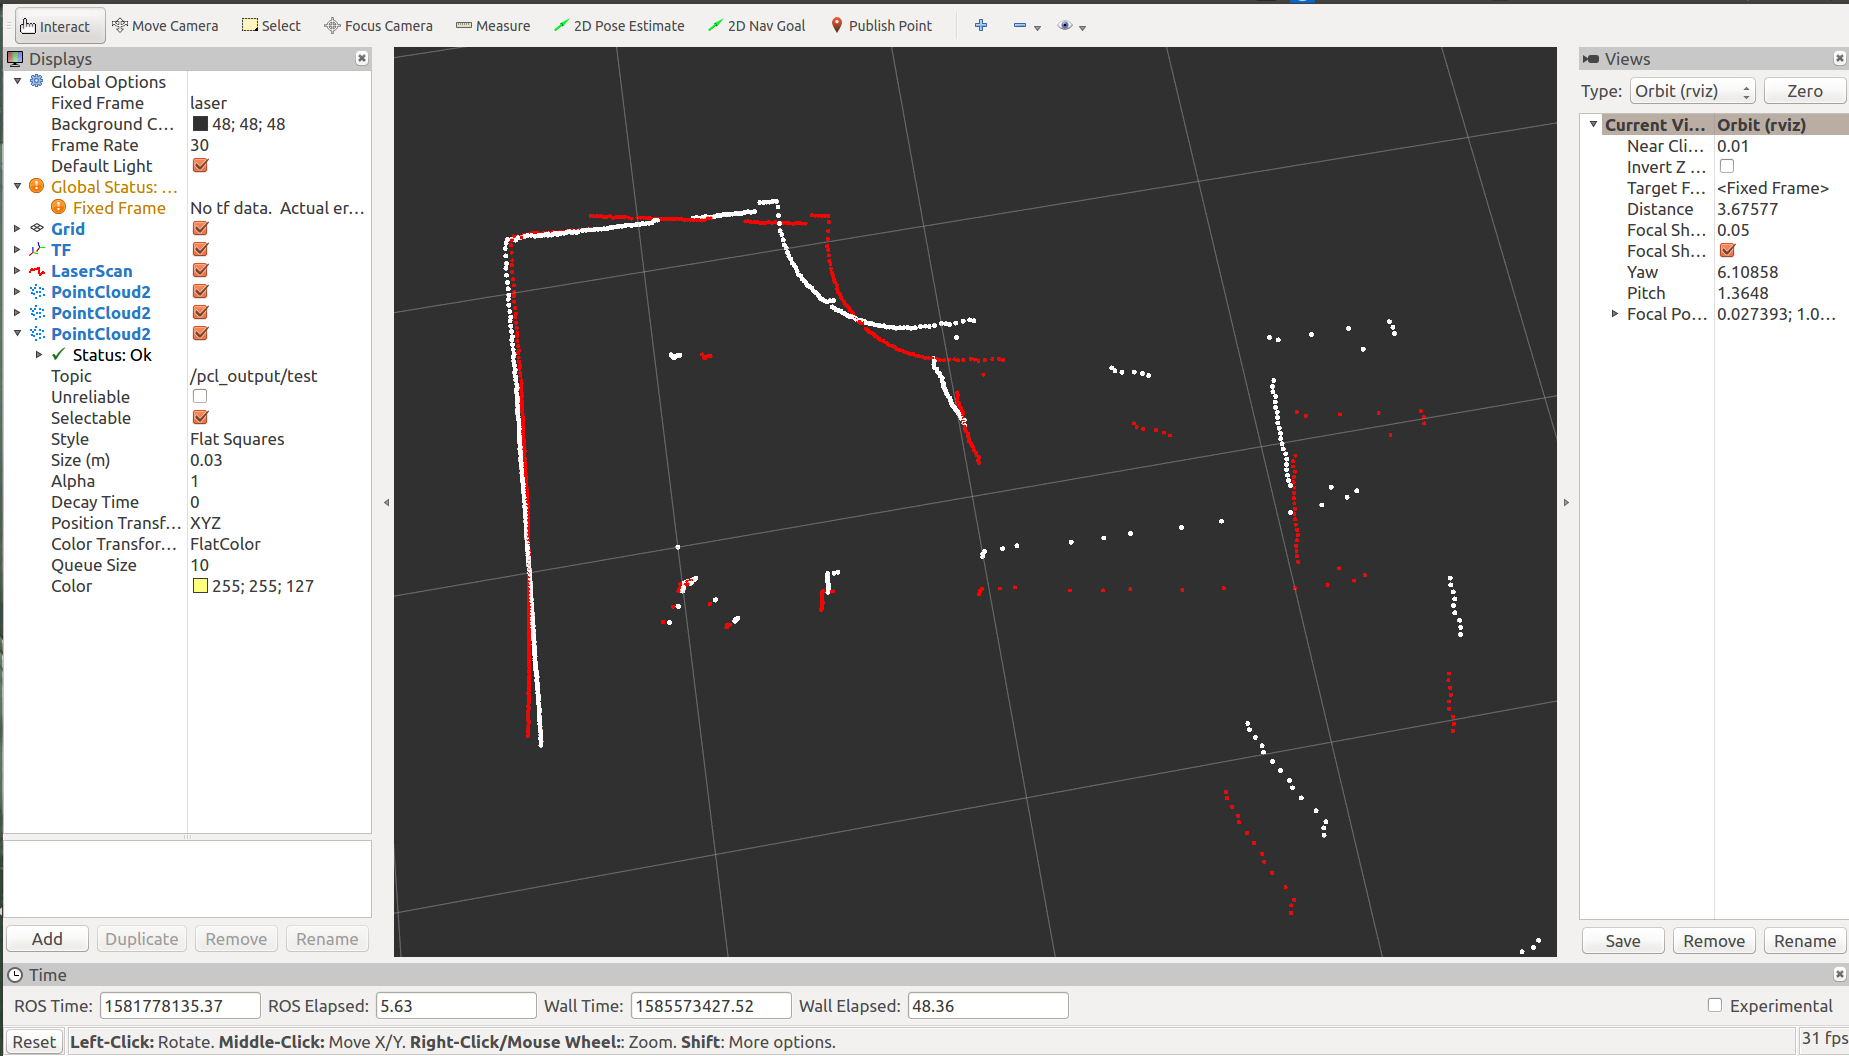 Interact Move Camera Select Focus Camera Measure 2D Pose Estimate 2D Nav Goal Publish Point
Displays
Global Options
Fixed Frame laser
Background C... 48; 48; 48
Frame Rate 30
Default Light
Global Status: ...
Fixed Frame No tf data. Actual er...
Grid
TF
LaserScan
PointCloud2
PointCloud2
PointCloud2
Status: Ok
Topic /pcl_output/test
Unreliable
Selectable
Style Flat Squares
Size (m) 0.03
Alpha 1
Decay Time 0
Position Transf... XYZ
Color Transfor... FlatColor
Queue Size 10
Color 255; 255; 127
Add Duplicate Remove Rename
Views
Type: Orbit (rviz) Zero
Current Vi... Orbit (rviz)
Near Cli... 0.01
Invert Z ...
Target F... <Fixed Frame>
Distance 3.67577
Focal Sh... 0.05
Focal Sh...
Yaw 6.10858
Pitch 1.3648
Focal Po... 0.027393; 1.0...
Save Remove Rename
Time
ROS Time: 1581778135.37 ROS Elapsed: 5.63 Wall Time: 1585573427.52 Wall Elapsed: 48.36 Experimental
Reset Left-Click: Rotate. Middle-Click: Move X/Y. Right-Click/Mouse Wheel:: Zoom. Shift: More options. 31 fps